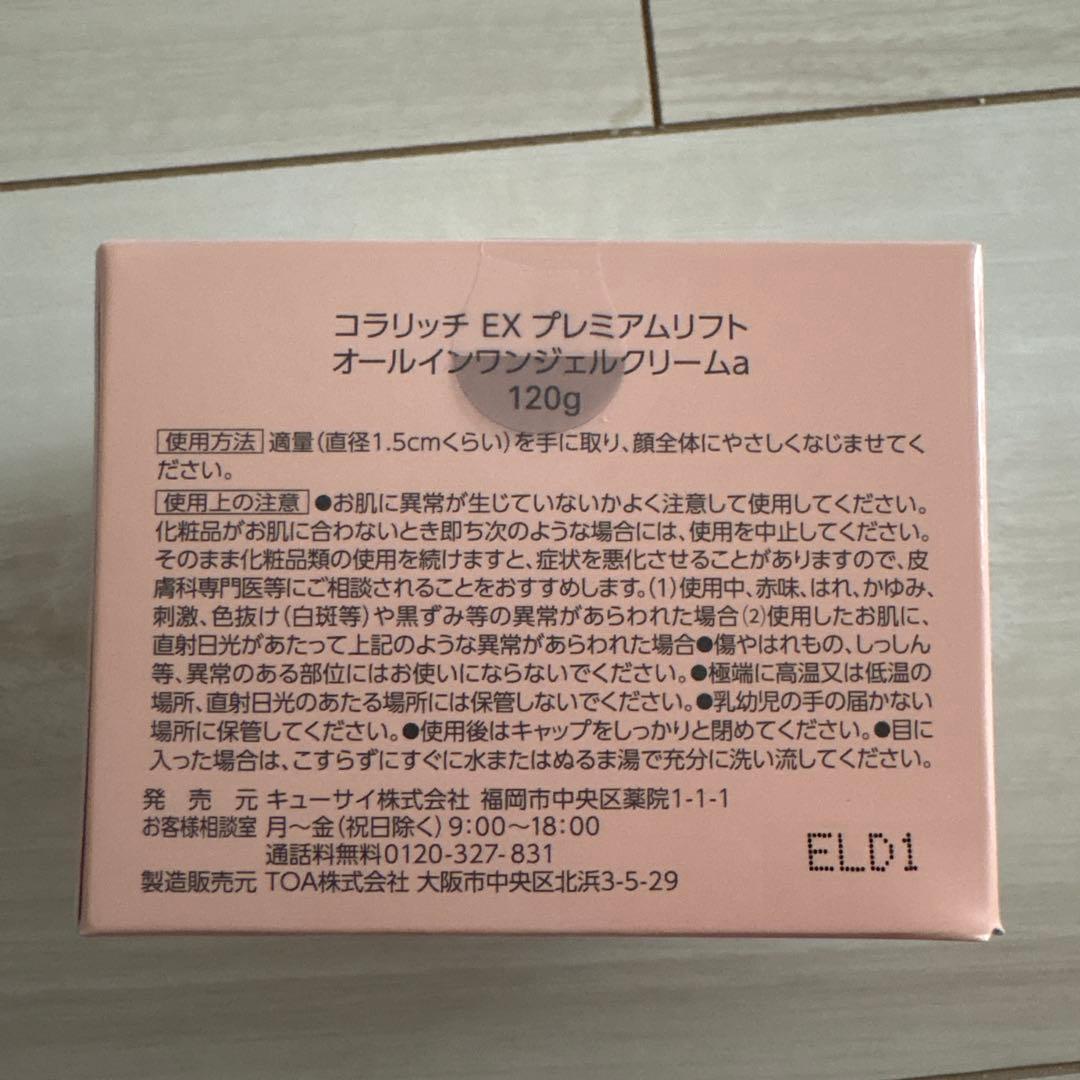 コラリッチ EX プレミアムリフト
オールインワンジェルクリームa
120g
使用方法 適量（直径1.5cmくらい）を手に取り、顔全体にやさしくなじませてく
ださい。
使用上の注意 ●お肌に異常が生じていないかよく注意して使用してください。
化粧品がお肌に合わないとき即ち次のような場合には、使用を中止してください。
そのまま化粧品類の使用を続けますと、症状を悪化させることがありますので、皮
膚科専門医等にご相談されることをおすすめします。(1)使用中、赤味、はれ、かゆみ、
刺激、色抜け（白斑等）や黒ずみ等の異常があらわれた場合(2)使用したお肌に、
直射日光があたって上記のような異常があらわれた場合●傷やはれもの、しっしん
等、異常のある部位にはお使いにならないでください。●極端に高温又は低温の
場所、直射日光のあたる場所には保管しないでください。●乳幼児の手の届かない
場所に保管してください。●使用後はキャップをしっかりと閉めてください。●目に
入った場合は、こすらずにすぐに水またはぬるま湯で充分に洗い流してください。
発売元 キューサイ株式会社 福岡市中央区薬院1-1-1
お客様相談室 月～金（祝日除く）9:00～18:00
通話料無料0120-327-831
製造販売元 TOA株式会社 大阪市中央区北浜3-5-29
ELD1